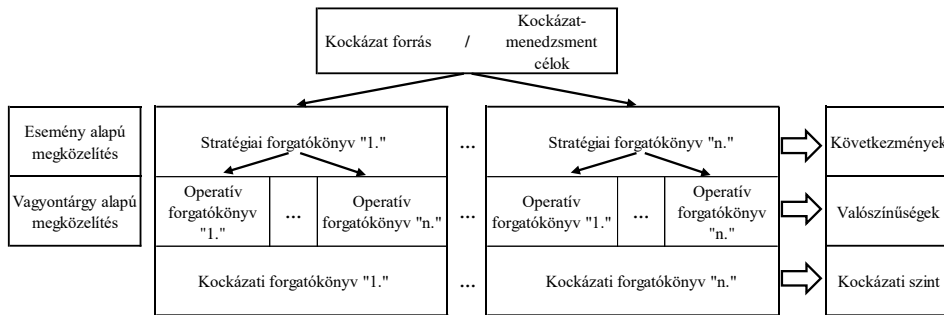 Kockázat forrás / Kockázat-
menedzsment
célok
Esemény alapú
megközelítés
Stratégiai forgatókönyv "1."
...
Stratégiai forgatókönyv "n."
Következmények
Vagyontárgy alapú
megközelítés
Operatív
forgatókönyv
"1."
...
Operatív
forgatókönyv "n."
...
Operatív
forgatókönyv "1."
...
Operatív
forgatókönyv
"n."
Valószínűségek
Kockázati forgatókönyv "1."
...
Kockázati forgatókönyv "n."
Kockázati szint